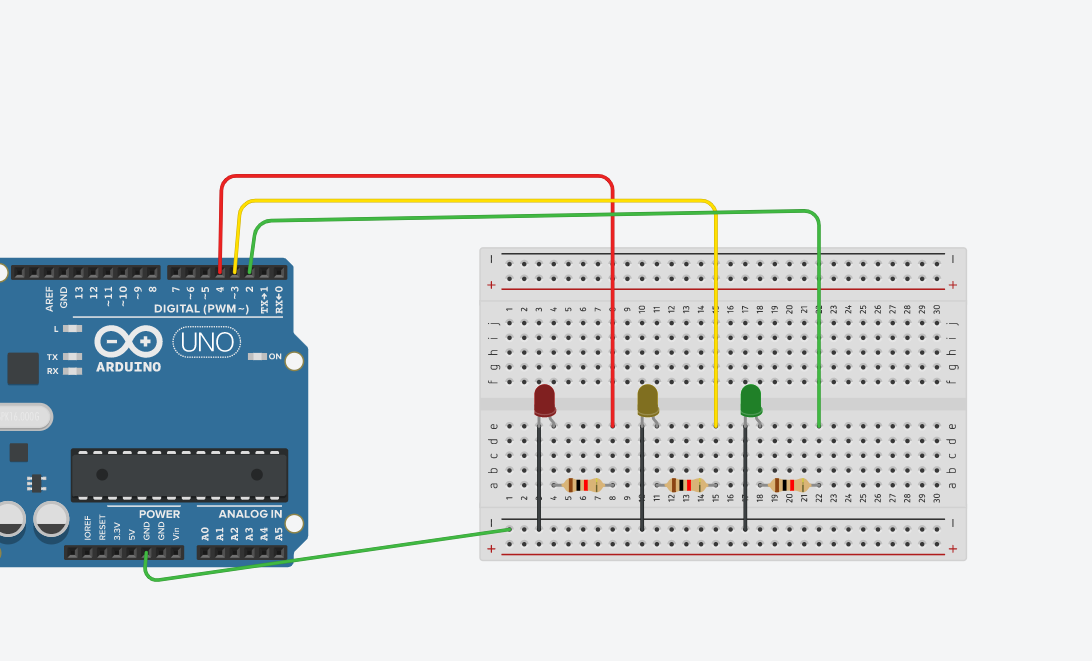 AREF GND 13 12 ~11 ~10 ~9 8 7 ~6 ~5 4 ~3 2 TX→1 RX←0
DIGITAL (PWM~)
L
TX
RX
UNO
ARDUINO
ON
POWER ANALOG IN
IOREF RESET 3.3V 5V GND GND Vin A0 A1 A2 A3 A4 A5
− −
+ +
1 2 3 4 5 6 7 8 9 10 11 12 13 14 15 16 17 18 19 20 21 22 23 24 25 26 27 28 29 30
j j
i i
h h
g g
f f
e e
d d
c c
b b
a a
1 2 3 4 5 6 7 8 9 10 11 12 13 14 15 16 17 18 19 20 21 22 23 24 25 26 27 28 29 30
− −
+ +